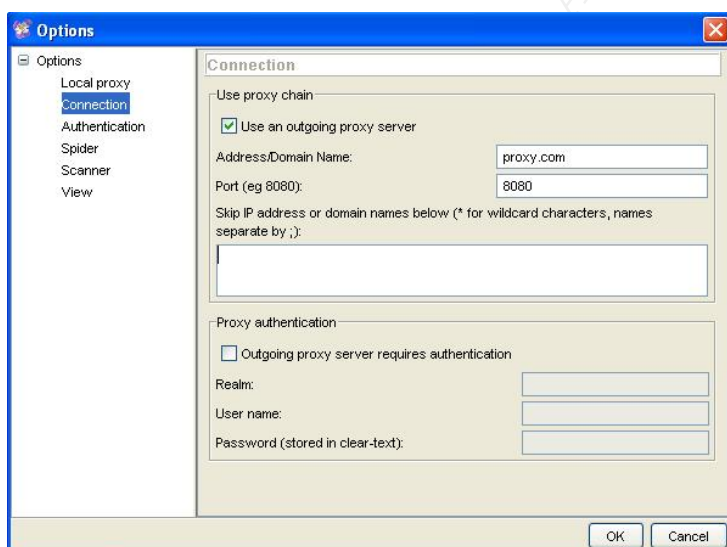 Options
Options
Local proxy
Connection
Authentication
Spider
Scanner
View
Connection
Use proxy chain
Use an outgoing proxy server
Address/Domain Name:
proxy.com
Port (eg 8080):
8080
Skip IP address or domain names below (* for wildcard characters, names
separate by ;):
Proxy authentication
Outgoing proxy server requires authentication
Realm:
User name:
Password (stored in clear-text):
OK
Cancel